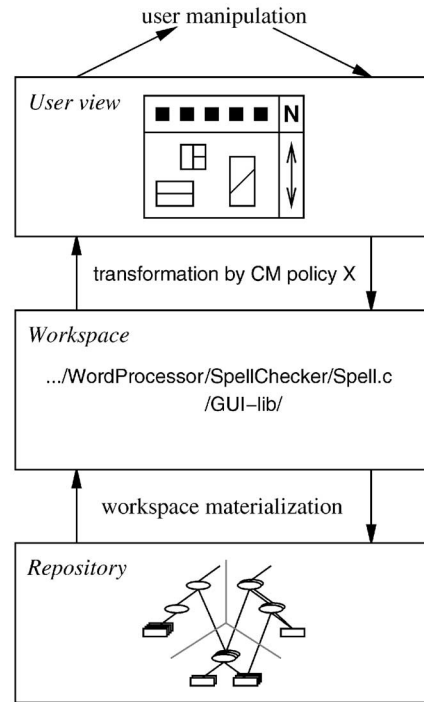 user manipulation
User view
N
transformation by CM policy X
Workspace
.../WordProcessor/SpellChecker/Spell.c
/GUI−lib/
workspace materialization
Repository